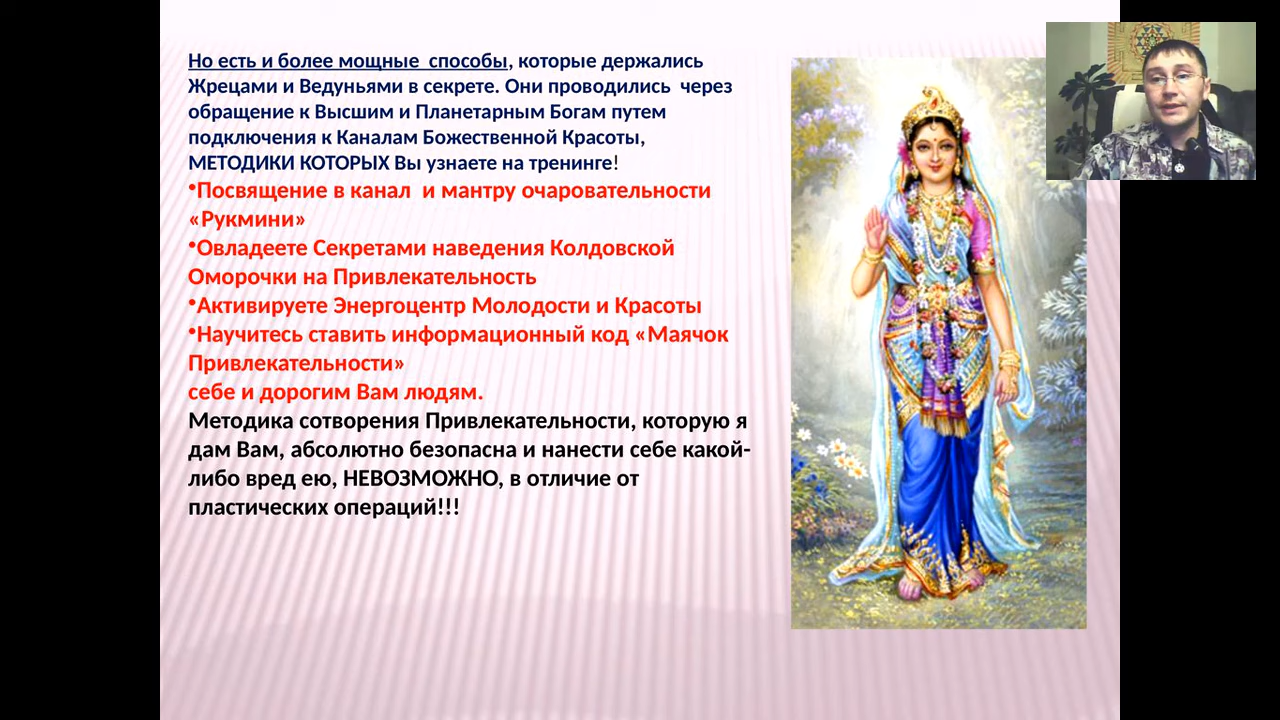 Но есть и более мощные  способы, которые держались
Жрецами и Ведуньями в секрете. Они проводились  через
обращение к Высшим и Планетарным Богам путем
подключения к Каналам Божественной Красоты,
МЕТОДИКИ КОТОРЫХ Вы узнаете на тренинге!
•Посвящение в канал  и мантру очаровательности
«Рукмини»
•Овладеете Секретами наведения Колдовской
Оморочки на Привлекательность
•Активируете Энергоцентр Молодости и Красоты
•Научитесь ставить информационный код «Маячок
Привлекательности»
себе и дорогим Вам людям.
Методика сотворения Привлекательности, которую я
дам Вам, абсолютно безопасна и нанести себе какой-
либо вред ею, НЕВОЗМОЖНО, в отличие от
пластических операций!!!